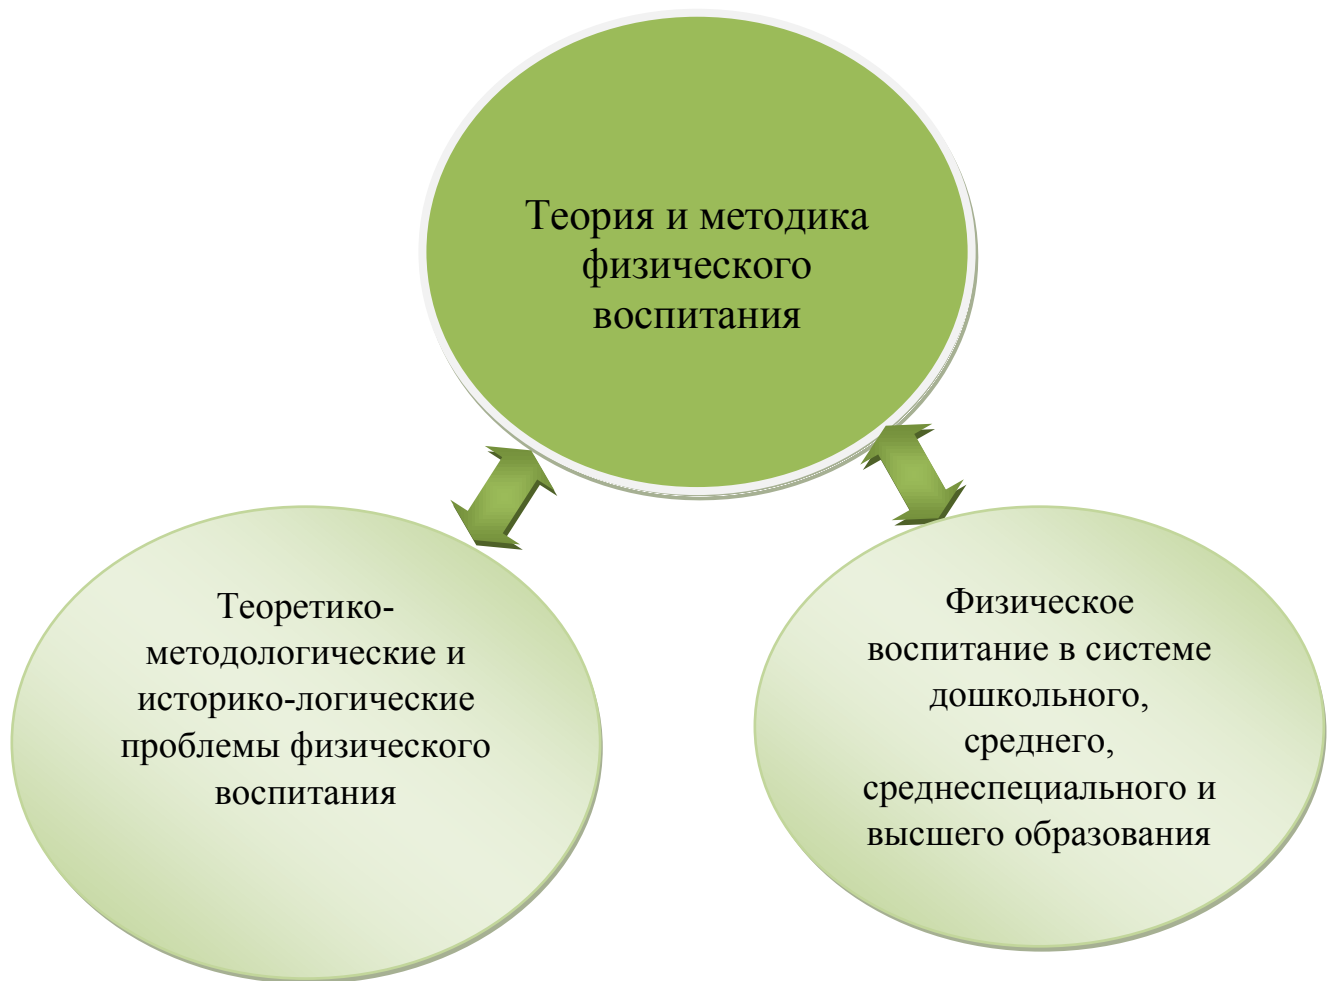 Теория и методика
физического
воспитания
Теоретико-
методологические и
историко-логические
проблемы физического
воспитания
Физическое
воспитание в системе
дошкольного,
среднего,
среднеспециального и
высшего образования